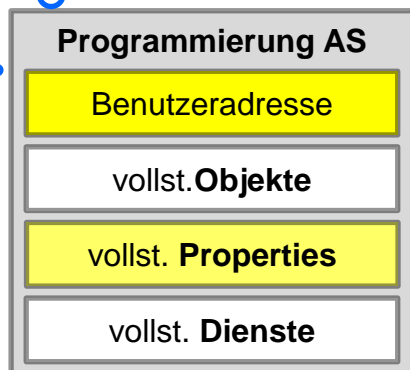 Programmierung AS
Benutzeradresse
vollst.Objekte
vollst. Properties
vollst. Dienste